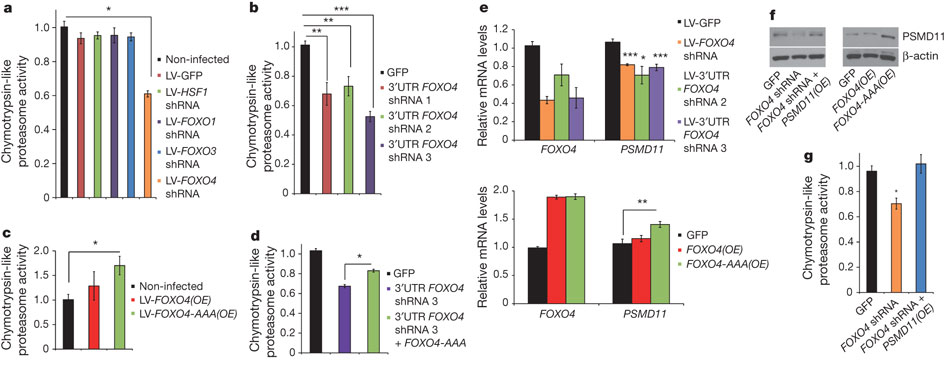 a
Chymotrypsin-like
proteasome activity
1.0
0.8
0.6
0.4
0.2
0
*
Non-infected
LV-GFP
LV-HSF1
shRNA
LV-FOXO1
shRNA
LV-FOXO3
shRNA
LV-FOXO4
shRNA
b
Chymotrypsin-like
proteasome activity
1.0
0.8
0.6
0.4
0.2
0
***
**
**
GFP
3′UTR FOXO4
shRNA 1
3′UTR FOXO4
shRNA 2
3′UTR FOXO4
shRNA 3
c
Chymotrypsin-like
proteasome activity
2.0
1.5
1.0
0.5
0
*
Non-infected
LV-FOXO4(OE)
LV-FOXO4-AAA(OE)
d
Chymotrypsin-like
proteasome activity
1.0
0.8
0.6
0.4
0.2
0
*
GFP
3′UTR FOXO4
shRNA 3
3′UTR FOXO4
shRNA 3
+ FOXO4-AAA
e
Relative mRNA levels
1.2
1.0
0.8
0.6
0.4
0.2
0
*** * ***
FOXO4 PSMD11
LV-GFP
LV-FOXO4
shRNA
LV-3′UTR
FOXO4
shRNA 2
LV-3′UTR
FOXO4
shRNA 3
Relative mRNA levels
2.0
1.5
1.0
0.5
0
**
FOXO4 PSMD11
GFP
FOXO4(OE)
FOXO4-AAA(OE)
f
PSMD11
β-actin
GFP
FOXO4 shRNA
FOXO4 shRNA +
PSMD11(OE)
GFP
FOXO4(OE)
FOXO4-AAA(OE)
g
Chymotrypsin-like
proteasome activity
1.0
0.8
0.6
0.4
0.2
0
*
GFP
FOXO4 shRNA
FOXO4 shRNA +
PSMD11(OE)